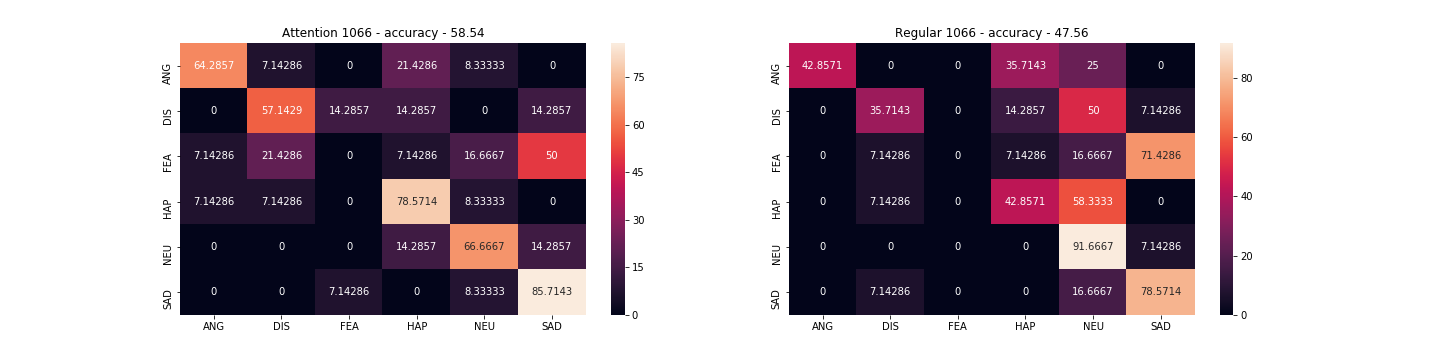 Attention 1066 - accuracy - 58.54
ANG 64.2857 7.14286 0 21.4286 8.33333 0
DIS 0 57.1429 14.2857 14.2857 0 14.2857
FEA 7.14286 21.4286 0 7.14286 16.6667 50
HAP 7.14286 7.14286 0 78.5714 8.33333 0
NEU 0 0 0 14.2857 66.6667 14.2857
SAD 0 0 7.14286 0 8.33333 85.7143
ANG DIS FEA HAP NEU SAD
75
60
45
30
15
0
Regular 1066 - accuracy - 47.56
ANG 42.8571 0 0 35.7143 25 0
DIS 0 35.7143 0 14.2857 50 7.14286
FEA 0 7.14286 0 7.14286 16.6667 71.4286
HAP 0 7.14286 0 42.8571 58.3333 0
NEU 0 0 0 0 91.6667 7.14286
SAD 0 7.14286 0 0 16.6667 78.5714
ANG DIS FEA HAP NEU SAD
80
60
40
20
0